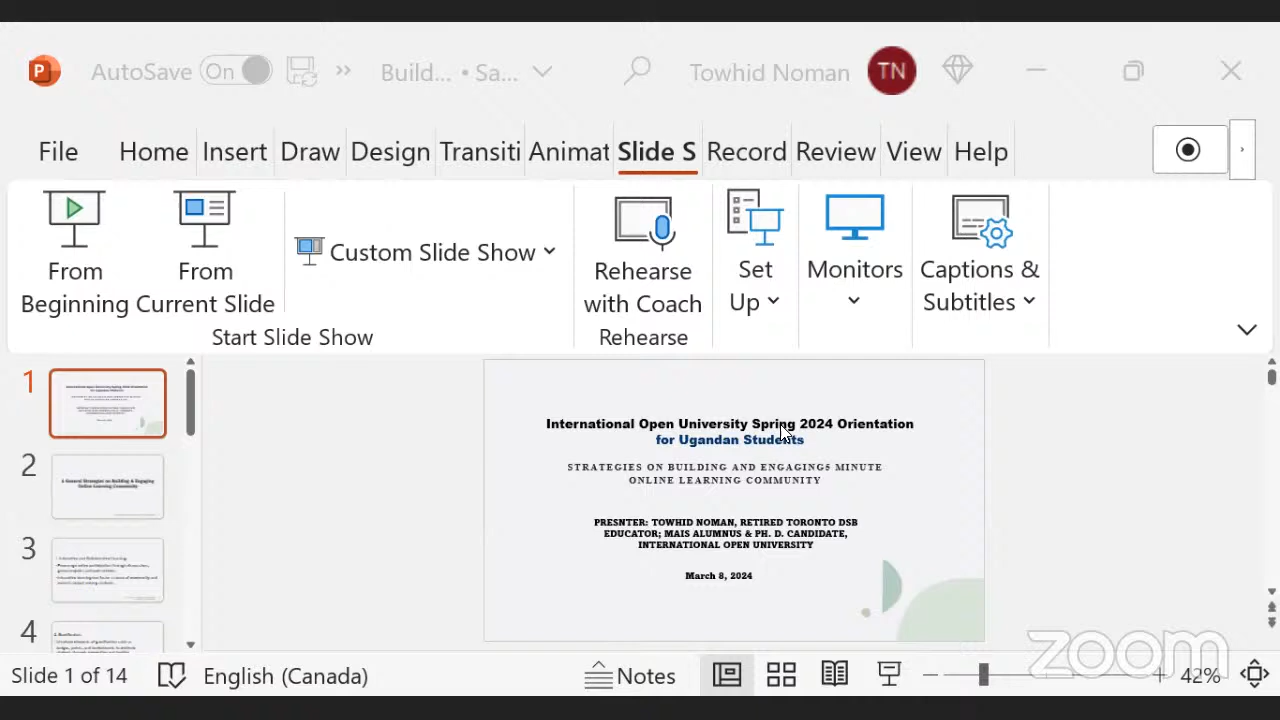 P AutoSave On Build... • Sa... Towhid Noman TN
File Home Insert Draw Design Transiti Animat Slide S Record Review View Help
From Beginning
From Current Slide
Custom Slide Show
Start Slide Show
Rehearse with Coach
Rehearse
Set Up
Monitors
Captions & Subtitles
1
2
3
4
International Open University Spring 2024 Orientation
for Ugandan Students
STRATEGIES ON BUILDING AND ENGAGING5 MINUTE
ONLINE LEARNING COMMUNITY
PRESNTER: TOWHID NOMAN, RETIRED TORONTO DSB
EDUCATOR; MAIS ALUMNUS & PH. D. CANDIDATE,
INTERNATIONAL OPEN UNIVERSITY
March 8, 2024
zoom
Slide 1 of 14 English (Canada) Notes 42%